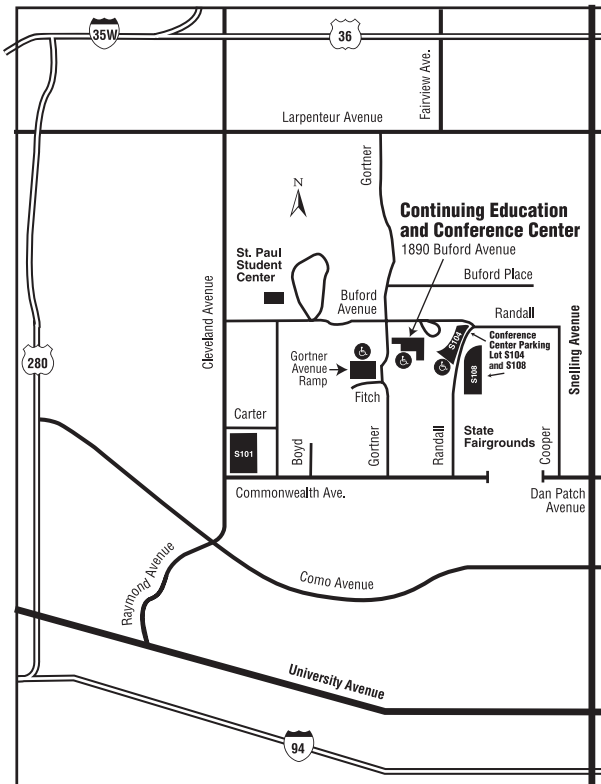 35W
36
Fairview Ave.
Larpenteur Avenue
Gortner
N
Continuing Education
and Conference Center
1890 Buford Avenue
St. Paul
Student
Center
Buford Place
Buford
Avenue
Randall
Cleveland Avenue
Snelling Avenue
S104
Conference
Center Parking
Lot S104
and S108
280
Gortner
Avenue
Ramp
S108
Fitch
Carter
State
Fairgrounds
S101
Boyd
Gortner
Randall
Cooper
Commonwealth Ave.
Dan Patch
Avenue
Raymond Avenue
Como Avenue
University Avenue
94